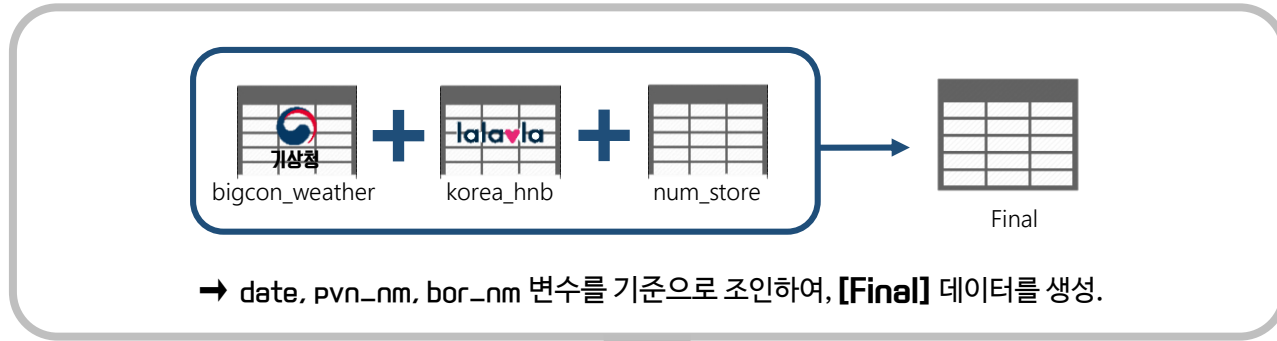 기상청
lalavla
bigcon_weather
korea_hnb
num_store
Final
→ date, pvn_nm, bor_nm 변수를 기준으로 조인하여, [Final] 데이터를 생성.